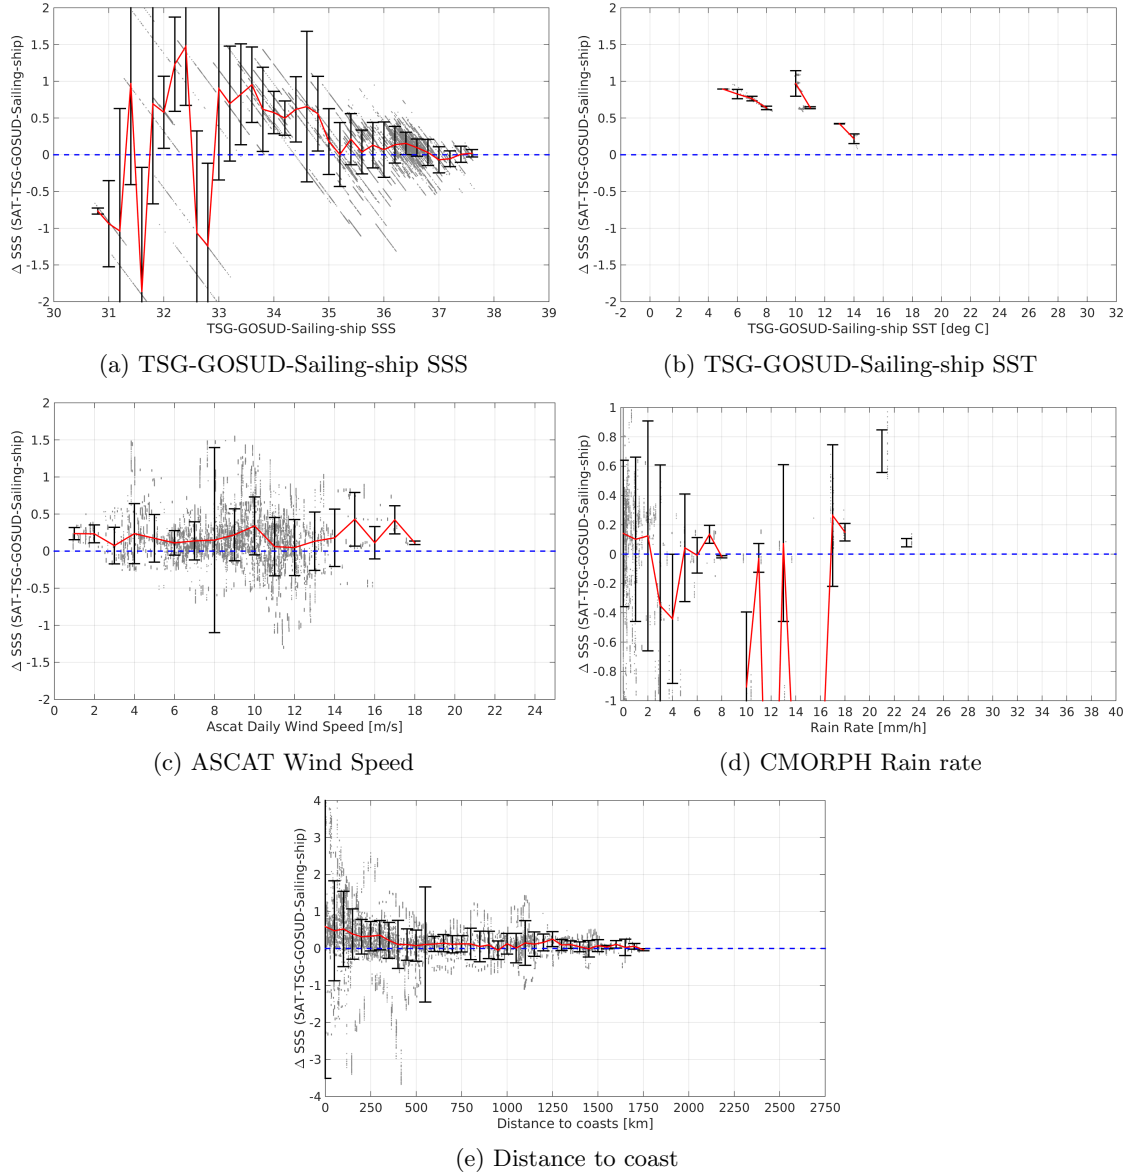 2
1.5
1
0.5
0
-0.5
-1
-1.5
-2
Δ SSS (SAT-TSG-GOSUD-Sailing-ship)
30 31 32 33 34 35 36 37 38 39
TSG-GOSUD-Sailing-ship SSS
(a) TSG-GOSUD-Sailing-ship SSS
2
1.5
1
0.5
0
-0.5
-1
-1.5
-2
Δ SSS (SAT-TSG-GOSUD-Sailing-ship)
-2 0 2 4 6 8 10 12 14 16 18 20 22 24 26 28 30 32
TSG-GOSUD-Sailing-ship SST [deg C]
(b) TSG-GOSUD-Sailing-ship SST
2
1.5
1
0.5
0
-0.5
-1
-1.5
-2
Δ SSS (SAT-TSG-GOSUD-Sailing-ship)
0 2 4 6 8 10 12 14 16 18 20 22 24
Ascat Daily Wind Speed [m/s]
(c) ASCAT Wind Speed
1
0.8
0.6
0.4
0.2
0
-0.2
-0.4
-0.6
-0.8
-1
Δ SSS (SAT-TSG-GOSUD-Sailing-ship)
0 2 4 6 8 10 12 14 16 18 20 22 24 26 28 30 32 34 36 38 40
Rain Rate [mm/h]
(d) CMORPH Rain rate
4
3
2
1
0
-1
-2
-3
-4
Δ SSS (SAT-TSG-GOSUD-Sailing-ship)
0 250 500 750 1000 1250 1500 1750 2000 2250 2500 2750
Distance to coasts [km]
(e) Distance to coast